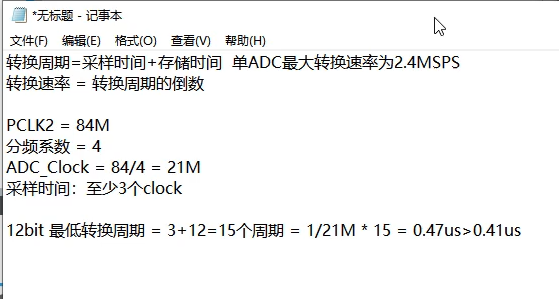 *无标题 - 记事本
文件(F) 编辑(E) 格式(O) 查看(V) 帮助(H)
转换周期=采样时间+存储时间 单ADC最大转换速率为2.4MSPS
转换速率 = 转换周期的倒数
PCLK2 = 84M
分频系数 = 4
ADC_Clock = 84/4 = 21M
采样时间：至少3个clock
12bit 最低转换周期 = 3+12=15个周期 = 1/21M * 15 = 0.47us>0.41us